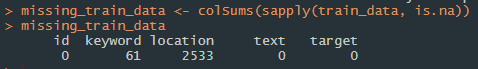 > missing_train_data <- colSums(sapply(train_data, is.na))
> missing_train_data
id keyword location text target
0 61 2533 0 0